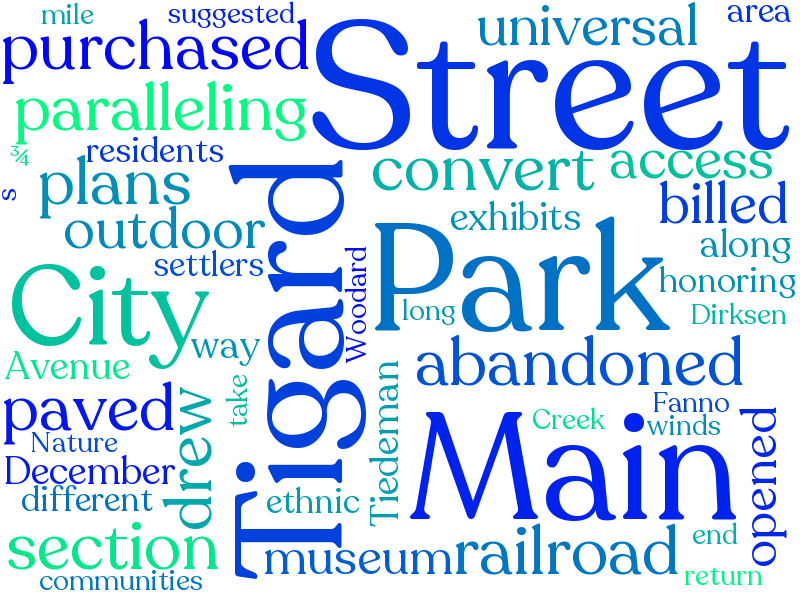 mile
suggested
area
purchased
universal
Street
paralleling
¾
residents
convert
access
s
plans
Tigard
billed
outdoor
exhibits
Park
along
settlers
Woodard
honoring
City
long
Dirksen
way
Avenue
abandoned
take
Tiedeman
paved
drew
Fanno
Main
Creek
winds
opened
Nature
December
different
ethnic
section
museum
railroad
end
communities
return